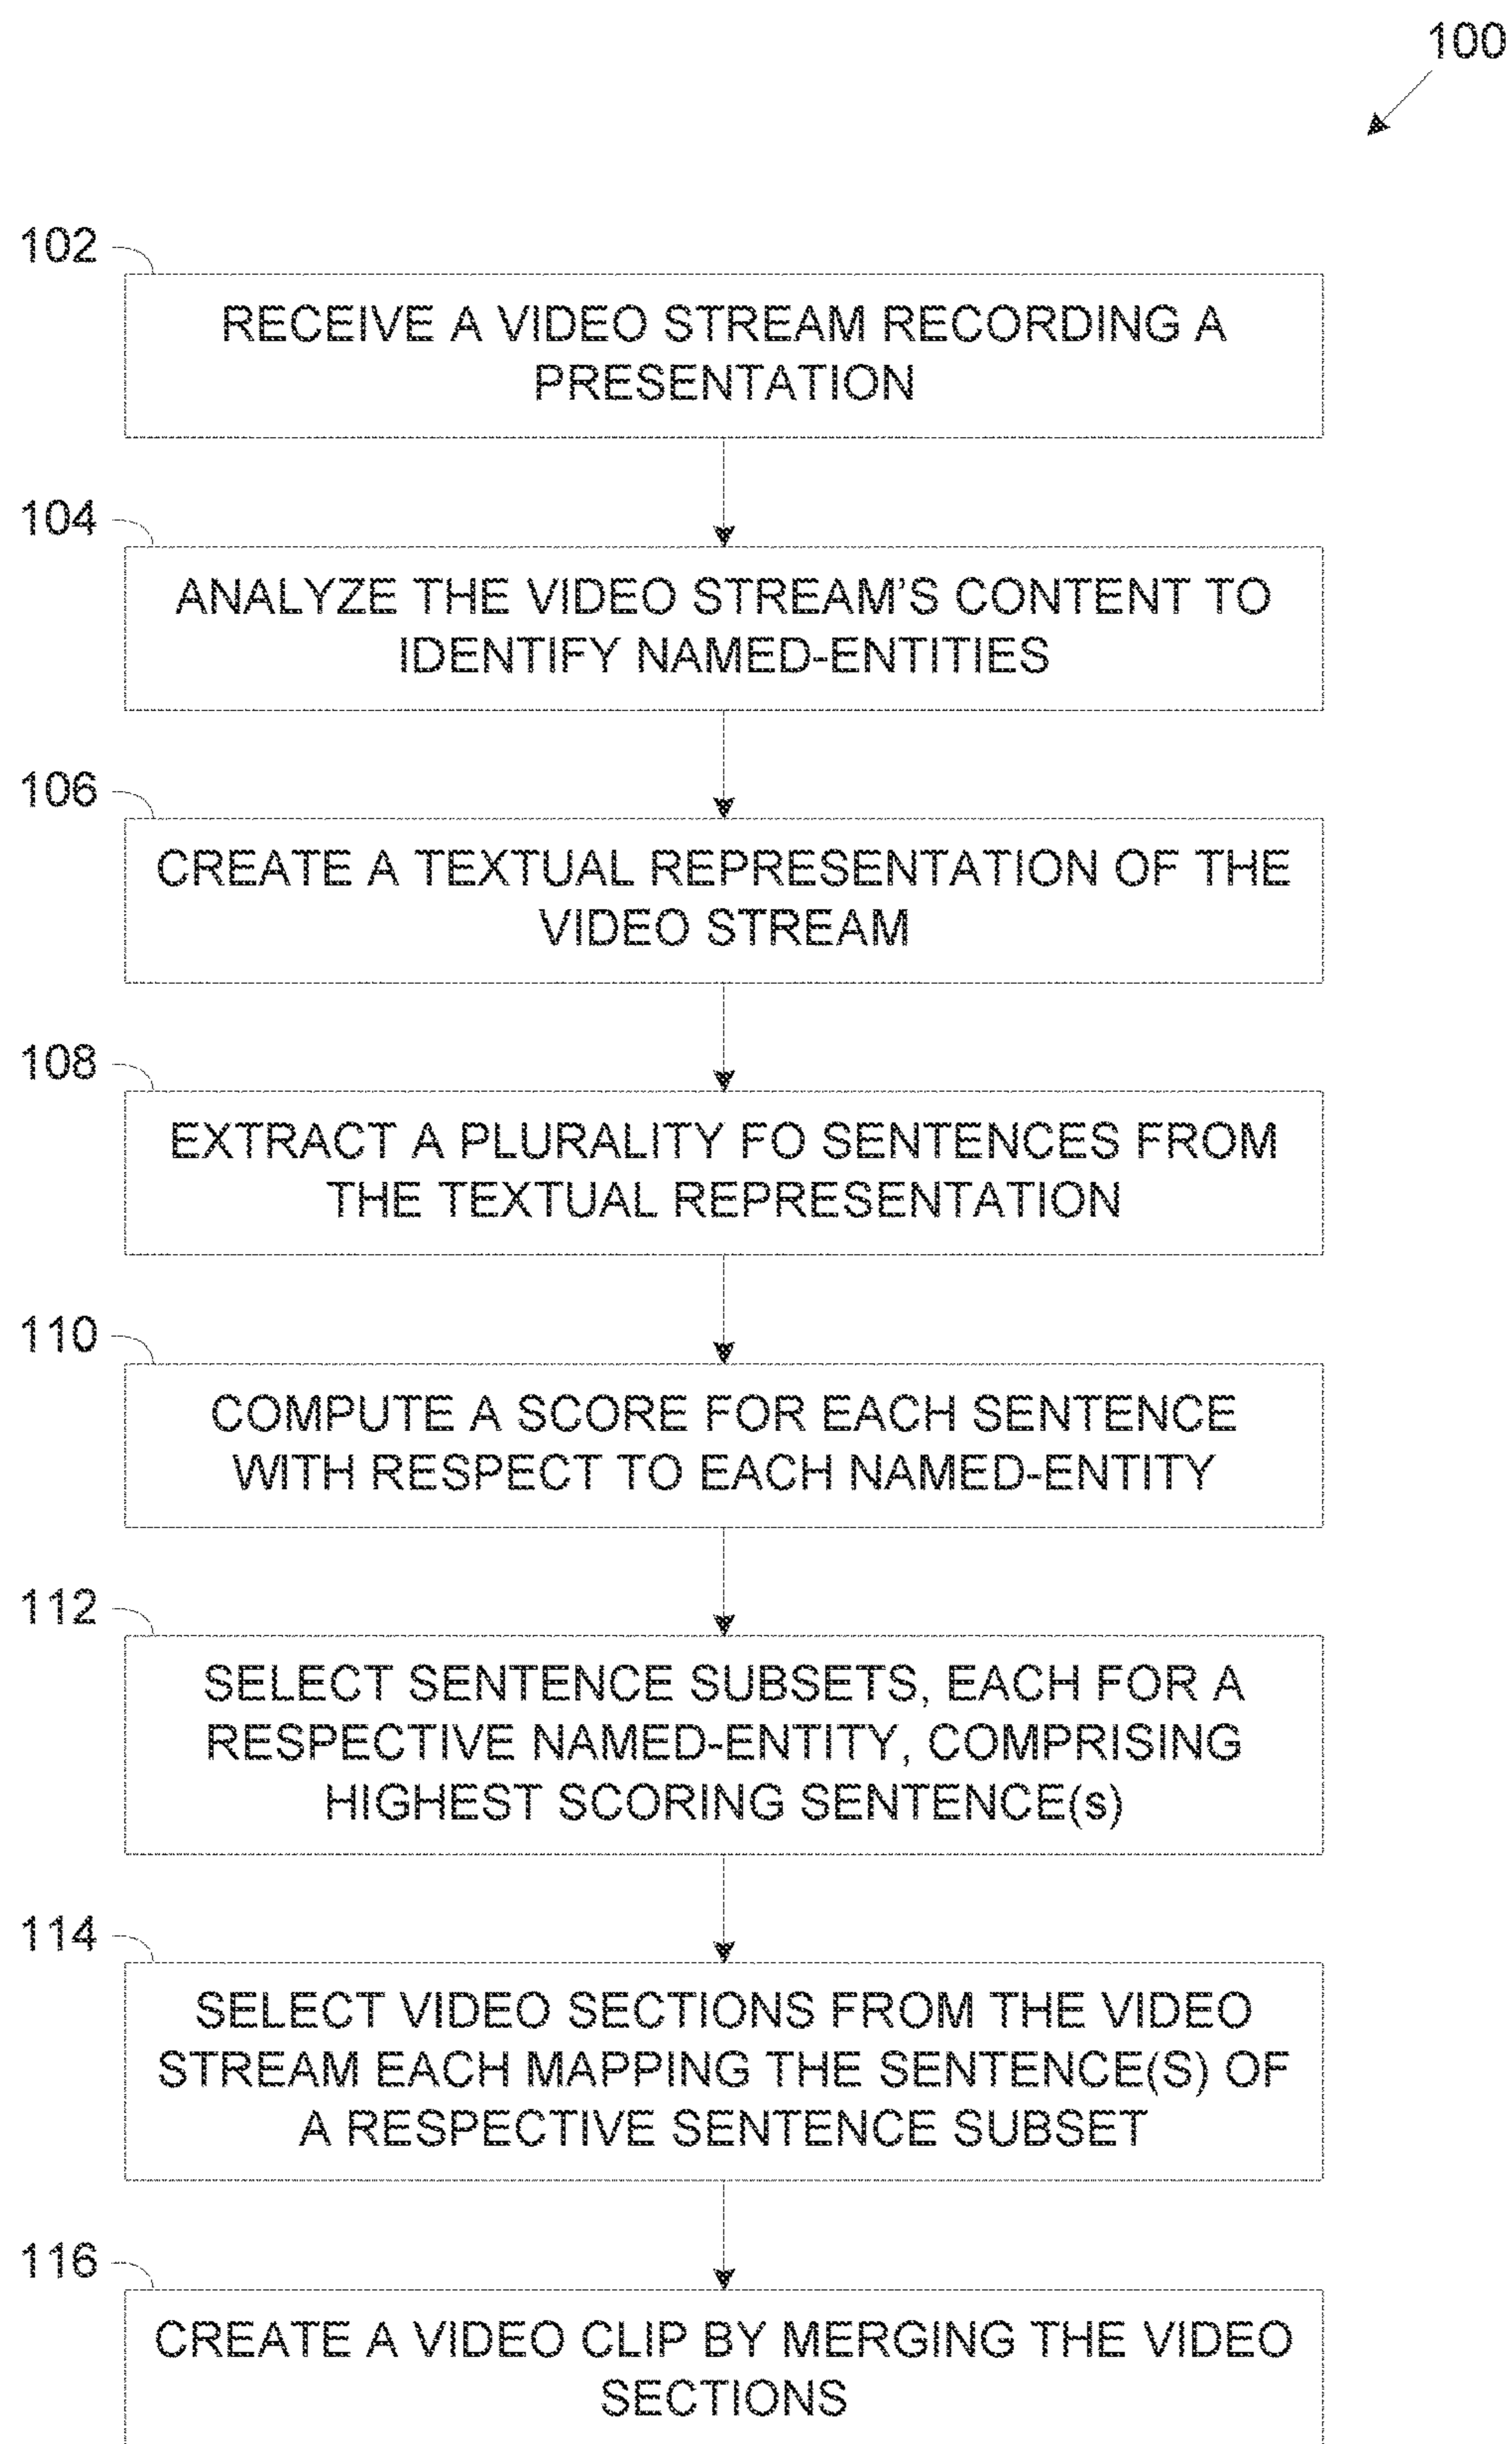 100
102
RECEIVE A VIDEO STREAM RECORDING A
PRESENTATION
104
ANALYZE THE VIDEO STREAM'S CONTENT TO
IDENTIFY NAMED-ENTITIES
106
CREATE A TEXTUAL REPRESENTATION OF THE
VIDEO STREAM
108
EXTRACT A PLURALITY FO SENTENCES FROM
THE TEXTUAL REPRESENTATION
110
COMPUTE A SCORE FOR EACH SENTENCE
WITH RESPECT TO EACH NAMED-ENTITY
112
SELECT SENTENCE SUBSETS, EACH FOR A
RESPECTIVE NAMED-ENTITY, COMPRISING
HIGHEST SCORING SENTENCE(s)
114
SELECT VIDEO SECTIONS FROM THE VIDEO
STREAM EACH MAPPING THE SENTENCE(S) OF
A RESPECTIVE SENTENCE SUBSET
116
CREATE A VIDEO CLIP BY MERGING THE VIDEO
SECTIONS